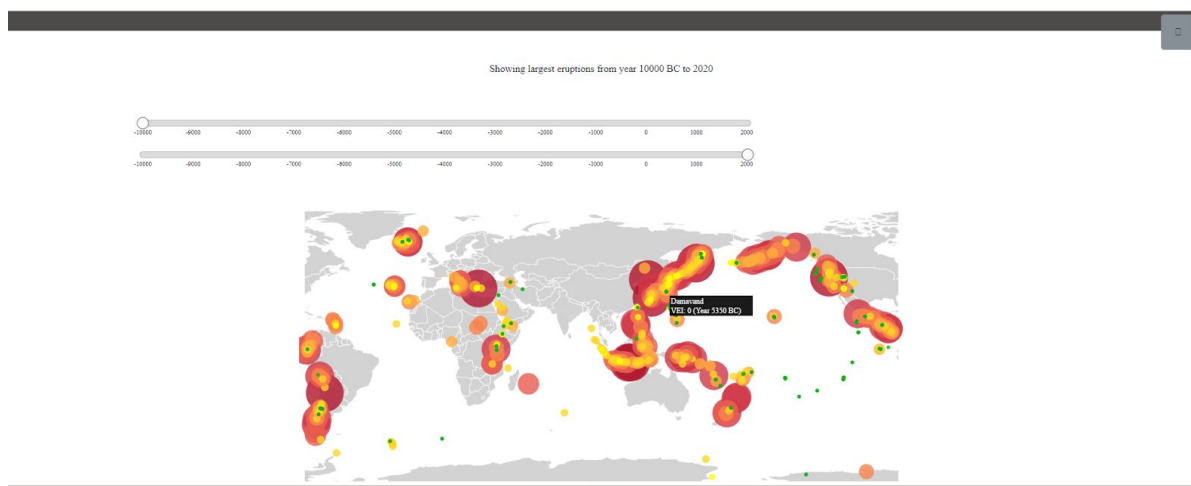 Showing largest eruptions from year 10000 BC to 2020
-10000 -9000 -8000 -7000 -6000 -5000 -4000 -3000 -2000 -1000 0 1000 2000
-10000 -9000 -8000 -7000 -6000 -5000 -4000 -3000 -2000 -1000 0 1000 2000
Damavand
VEI: 0 (Year 5350 BC)